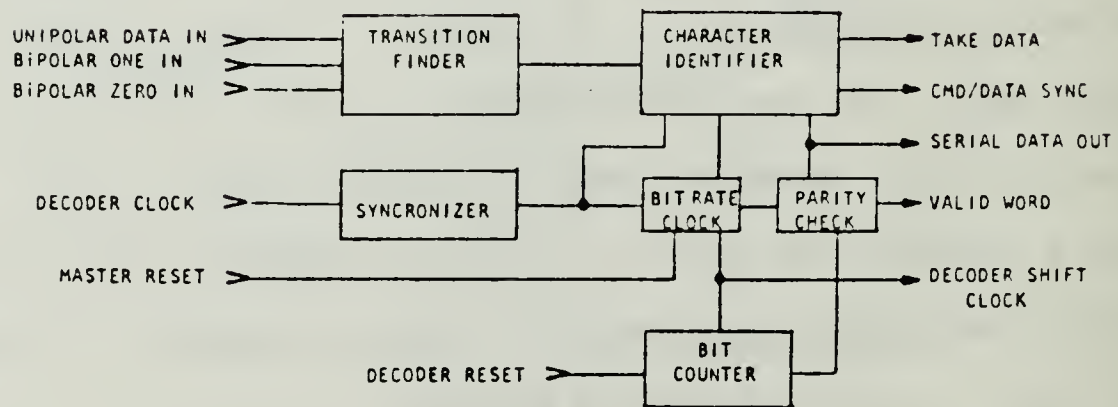 UNIPOLAR DATA IN
BiPOLAR ONE IN
BiPOLAR ZERO IN
TRANSITION
FINDER
CHARACTER
IDENTIFIER
TAKE DATA
CMD/DATA SYNC
SERIAL DATA OUT
DECODER CLOCK
SYNCRONIZER
BIT RATE
CLOCK
PARITY
CHECK
VALID WORD
MASTER RESET
DECODER SHIFT
CLOCK
BIT
COUNTER
DECODER RESET